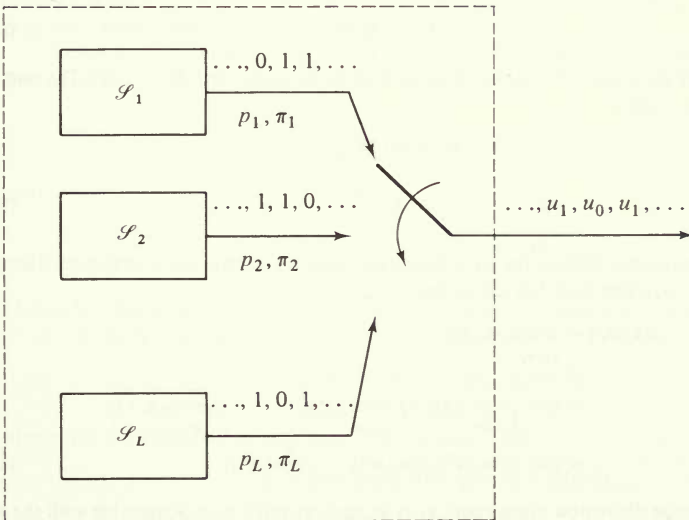 ..., 0, 1, 1, ...
𝒮₁
p₁, π₁
..., 1, 1, 0, ...
𝒮₂
p₂, π₂
..., u₁, u₀, u₁, ...
..., 1, 0, 1, ...
𝒮_L
p_L, π_L